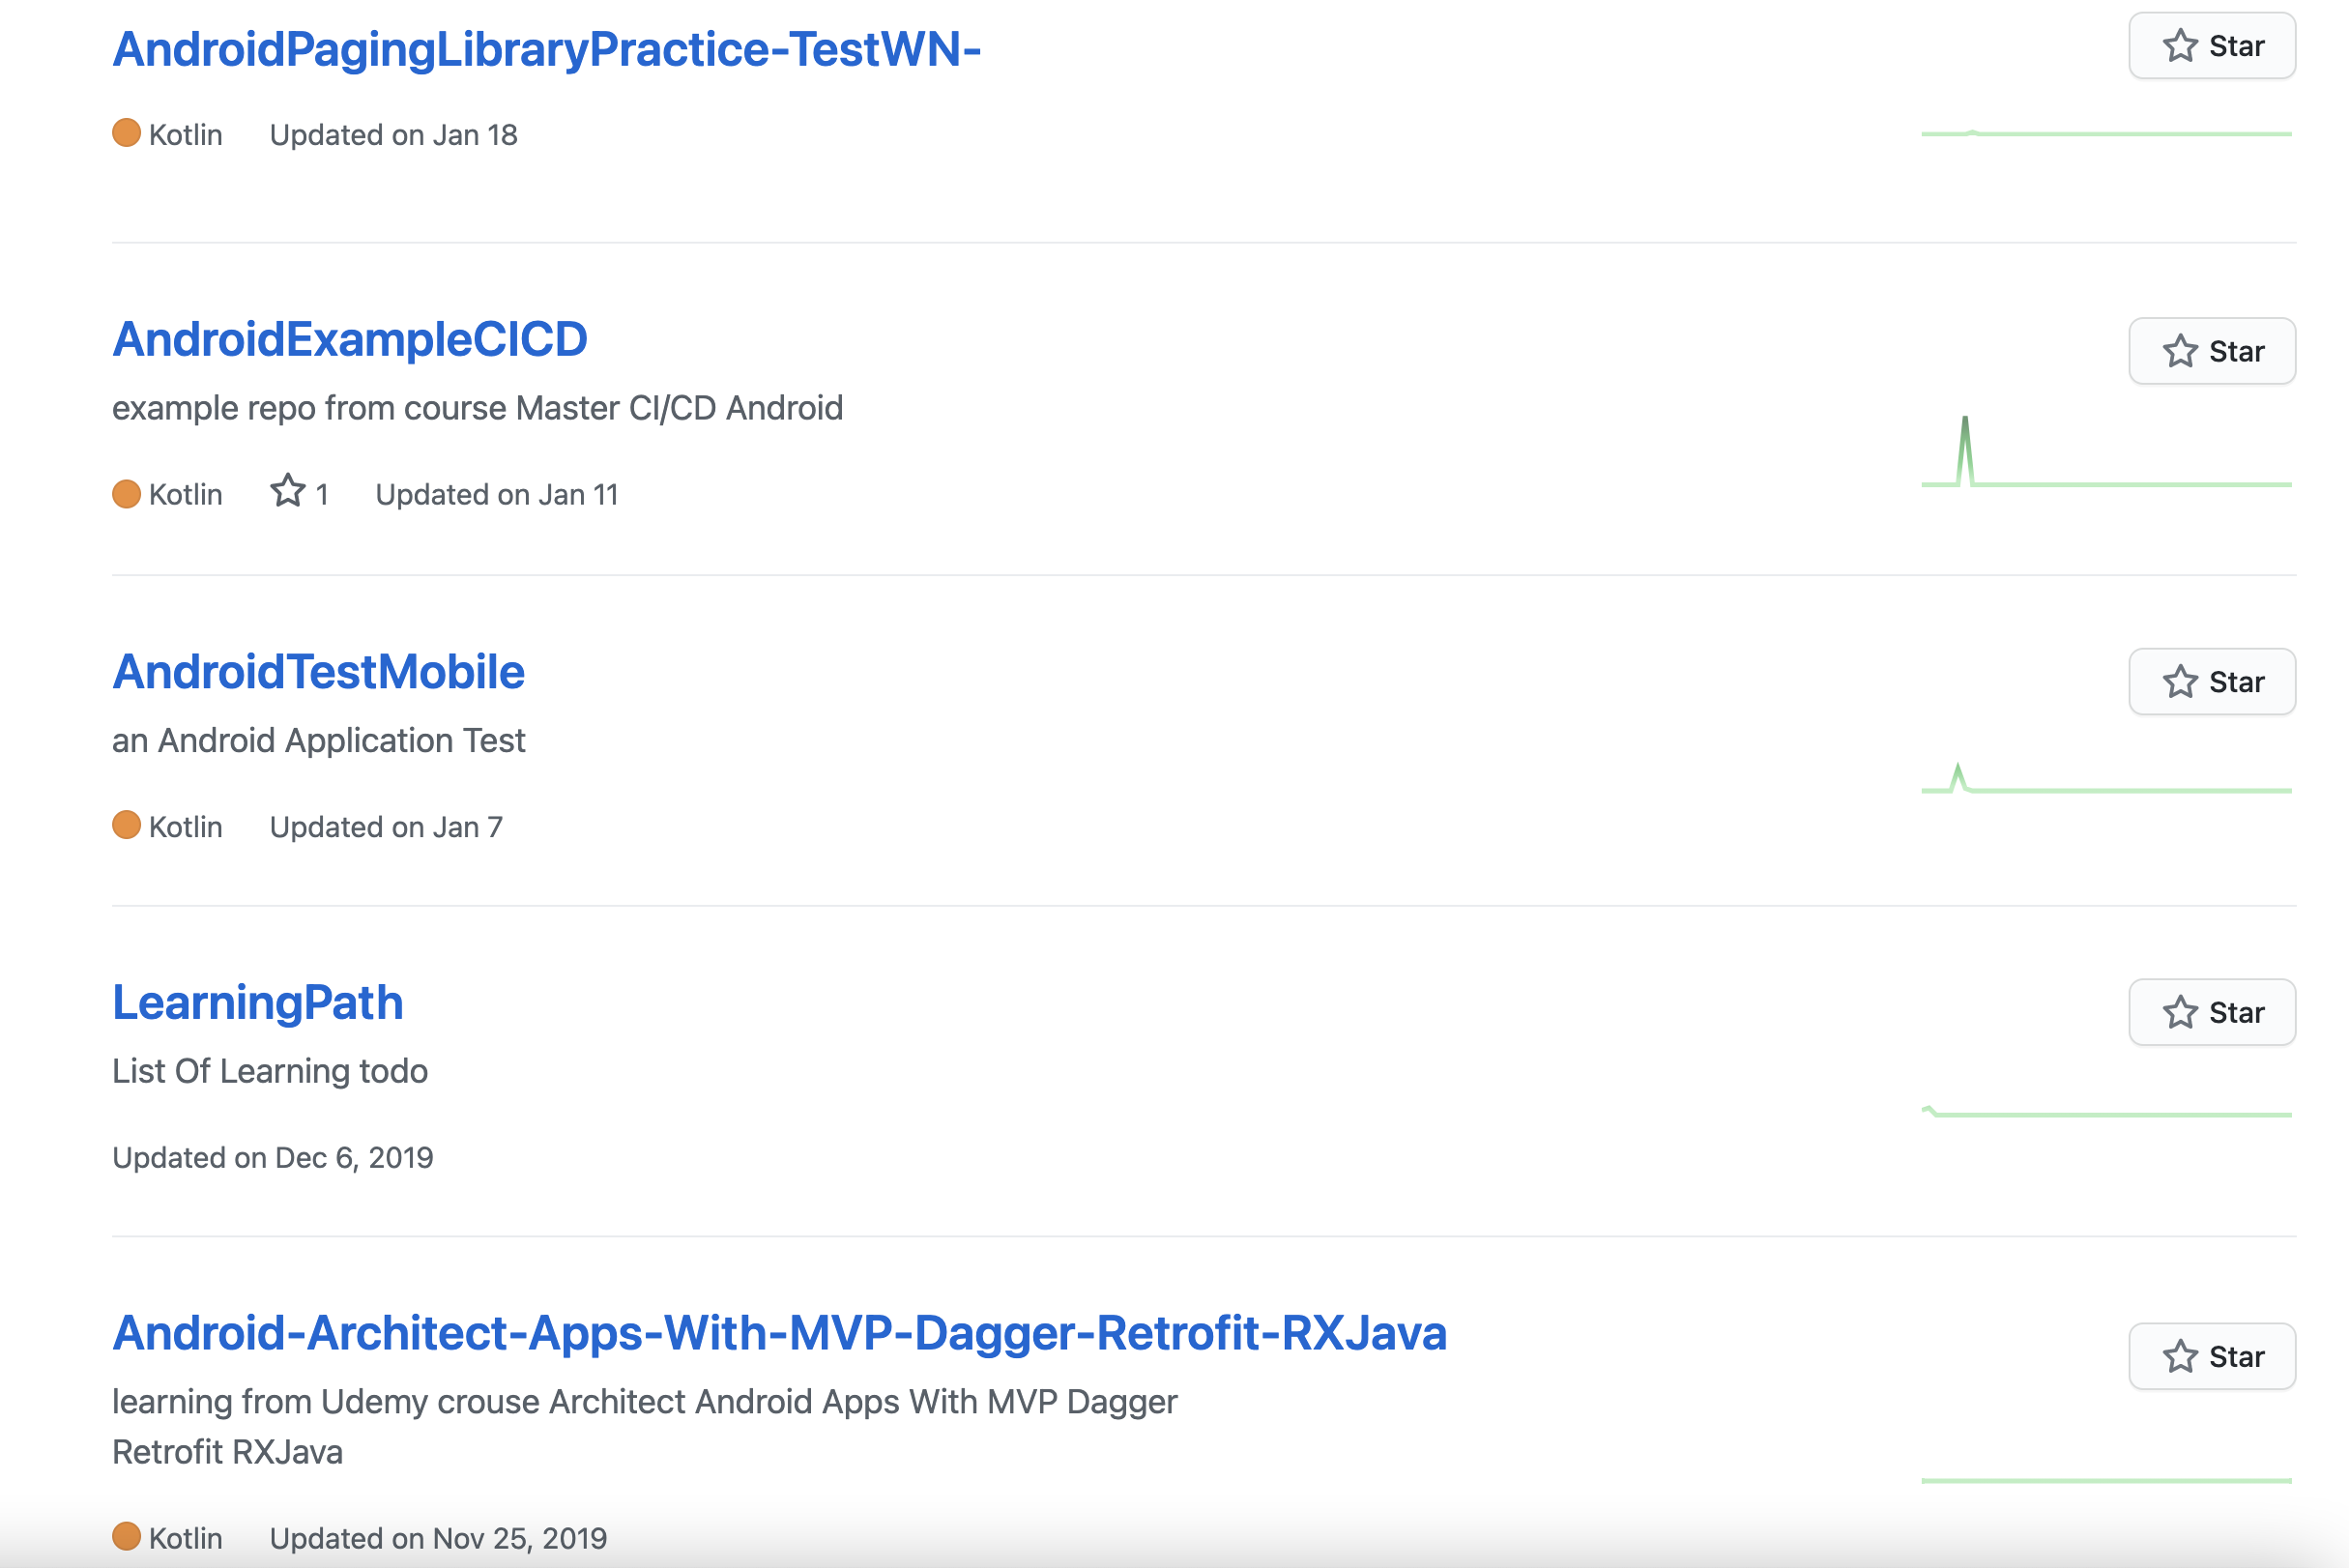 AndroidPagingLibraryPractice-TestWN-
Star
Kotlin Updated on Jan 18
AndroidExampleCICD
Star
example repo from course Master CI/CD Android
Kotlin 1 Updated on Jan 11
AndroidTestMobile
Star
an Android Application Test
Kotlin Updated on Jan 7
LearningPath
Star
List Of Learning todo
Updated on Dec 6, 2019
Android-Architect-Apps-With-MVP-Dagger-Retrofit-RXJava
Star
learning from Udemy crouse Architect Android Apps With MVP Dagger
Retrofit RXJava
Kotlin Updated on Nov 25, 2019